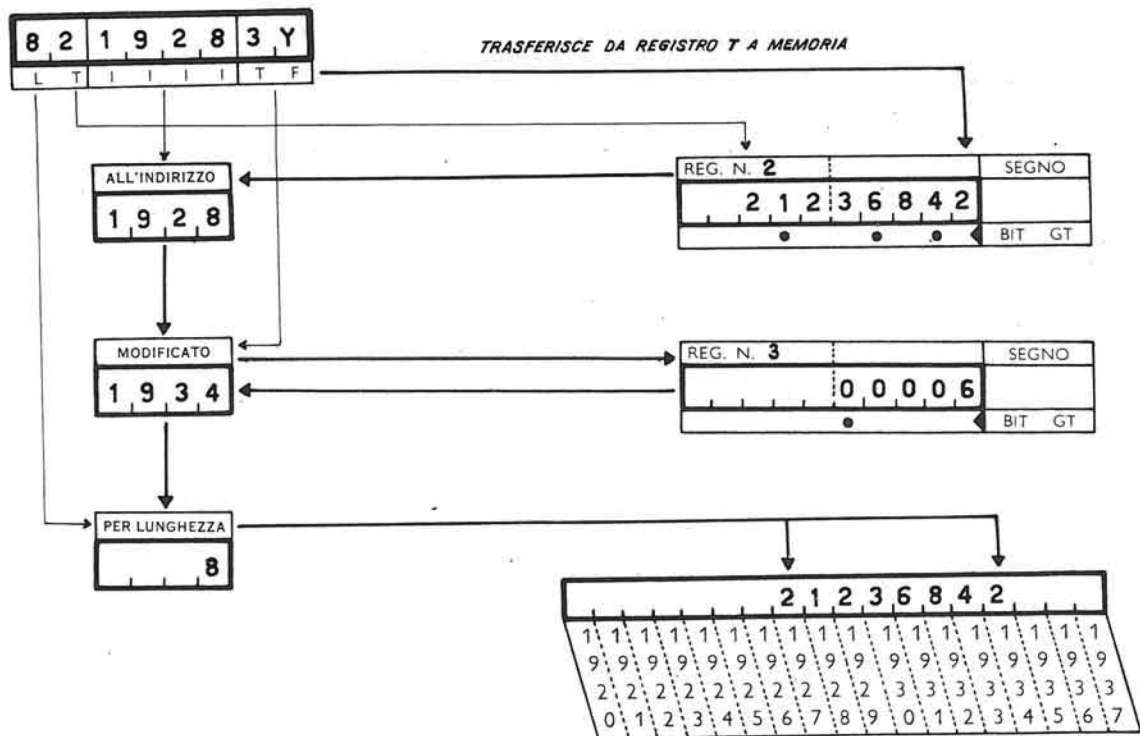 8 2 1 9 2 8 3 Y
L T I I I I T F
TRASFERISCE DA REGISTRO T A MEMORIA
ALL'INDIRIZZO
1 9 2 8
REG. N. 2 SEGNO
2 1 2 3 6 8 4 2
BIT GT
MODIFICATO
1 9 3 4
REG. N. 3 SEGNO
0 0 0 0 6
BIT GT
PER LUNGHEZZA
8
2 1 2 3 6 8 4 2
1 1 1 1 1 1 1 1 1 1 1 1 1 1 1 1 1 1
9 9 9 9 9 9 9 9 9 9 9 9 9 9 9 9 9 9
2 2 2 2 2 2 2 2 2 2 3 3 3 3 3 3 3 3
0 1 2 3 4 5 6 7 8 9 0 1 2 3 4 5 6 7